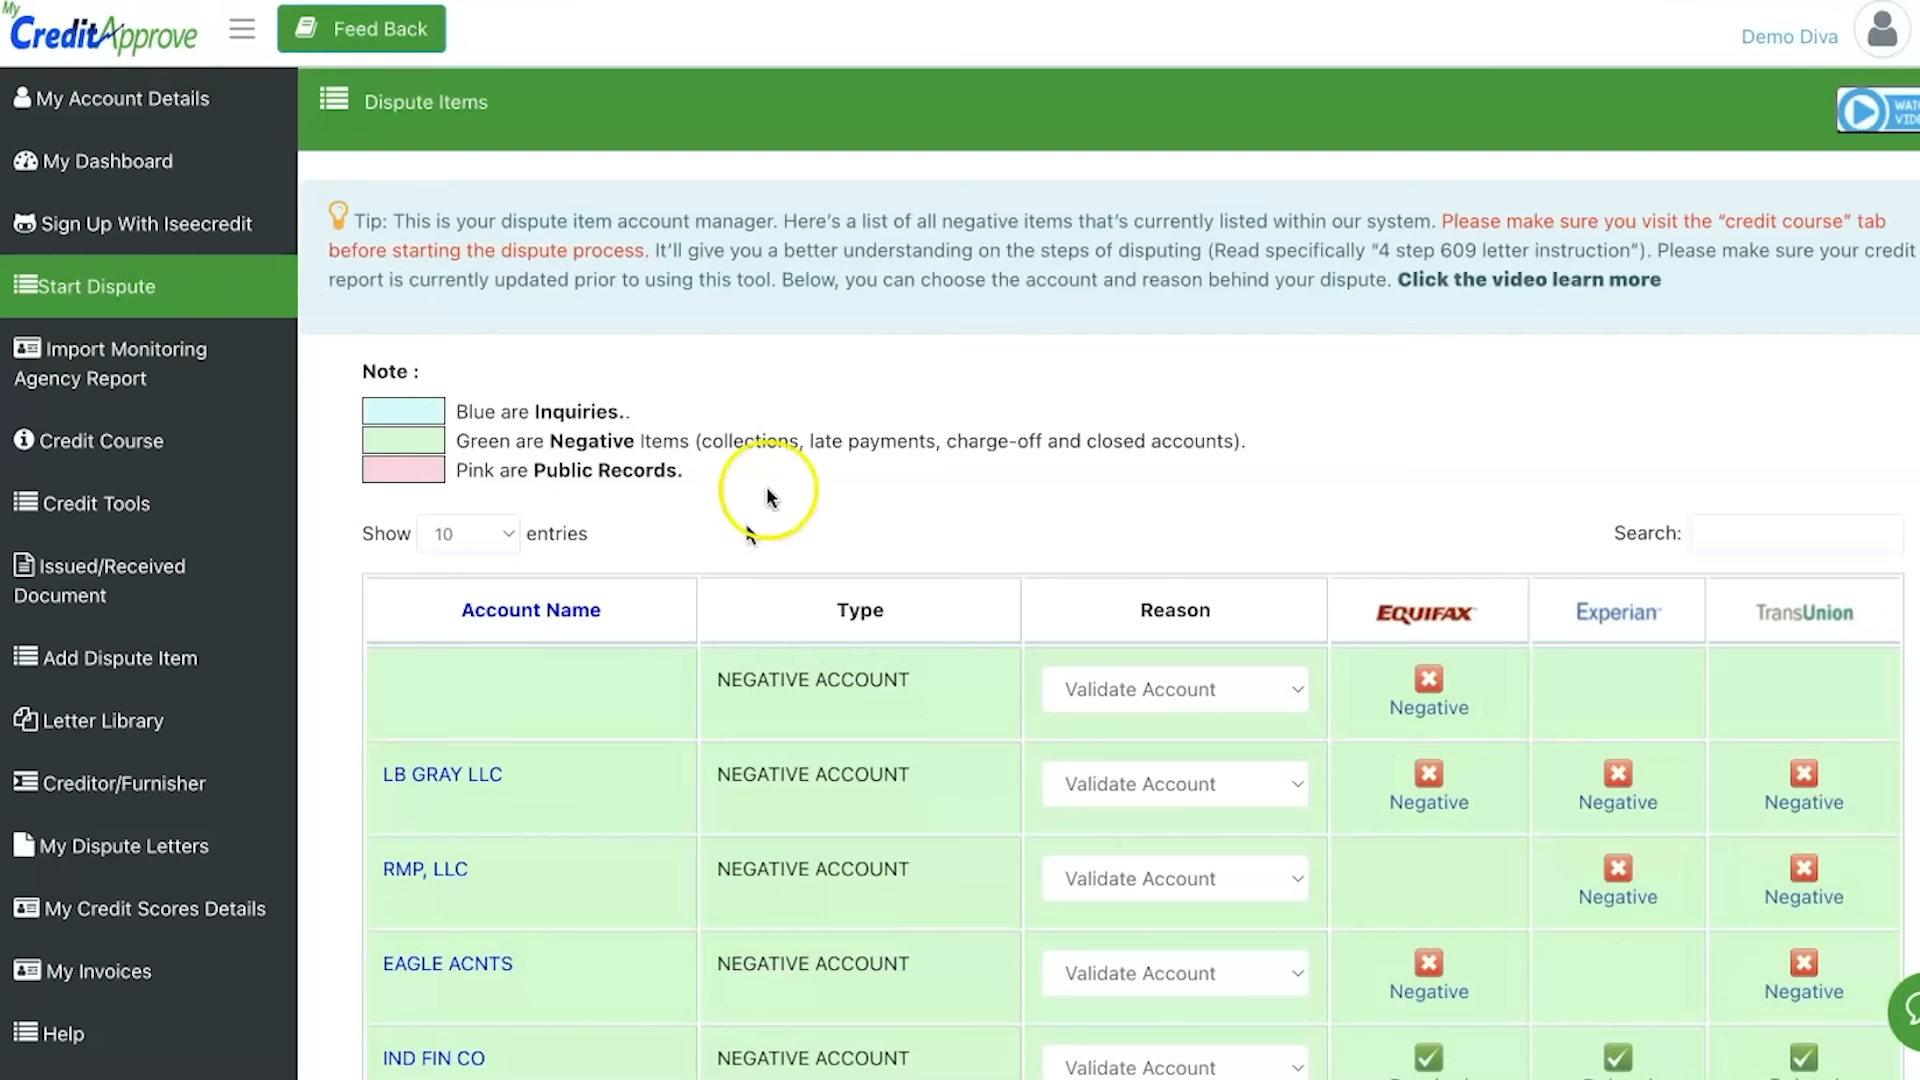 My
CreditApprove
Feed Back
Demo Diva
My Account Details
My Dashboard
Sign Up With Iseecredit
Start Dispute
Import Monitoring
Agency Report
Credit Course
Credit Tools
Issued/Received
Document
Add Dispute Item
Letter Library
Creditor/Furnisher
My Dispute Letters
My Credit Scores Details
My Invoices
Help
Dispute Items
Tip: This is your dispute item account manager. Here's a list of all negative items that's currently listed within our system. Please make sure you visit the "credit course" tab
before starting the dispute process. It'll give you a better understanding on the steps of disputing (Read specifically "4 step 609 letter instruction"). Please make sure your credit
report is currently updated prior to using this tool. Below, you can choose the account and reason behind your dispute. Click the video learn more
Note :
Blue are Inquiries..
Green are Negative Items (collections, late payments, charge-off and closed accounts).
Pink are Public Records.
Show 10 entries
Search:
Account Name Type Reason EQUIFAX Experian TransUnion
NEGATIVE ACCOUNT Validate Account Negative
LB GRAY LLC NEGATIVE ACCOUNT Validate Account Negative Negative Negative
RMP, LLC NEGATIVE ACCOUNT Validate Account Negative Negative
EAGLE ACNTS NEGATIVE ACCOUNT Validate Account Negative Negative
IND FIN CO NEGATIVE ACCOUNT Validate Account